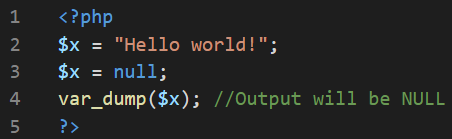 1 <?php
2 $x = "Hello world!";
3 $x = null;
4 var_dump($x); //Output will be NULL
5 ?>